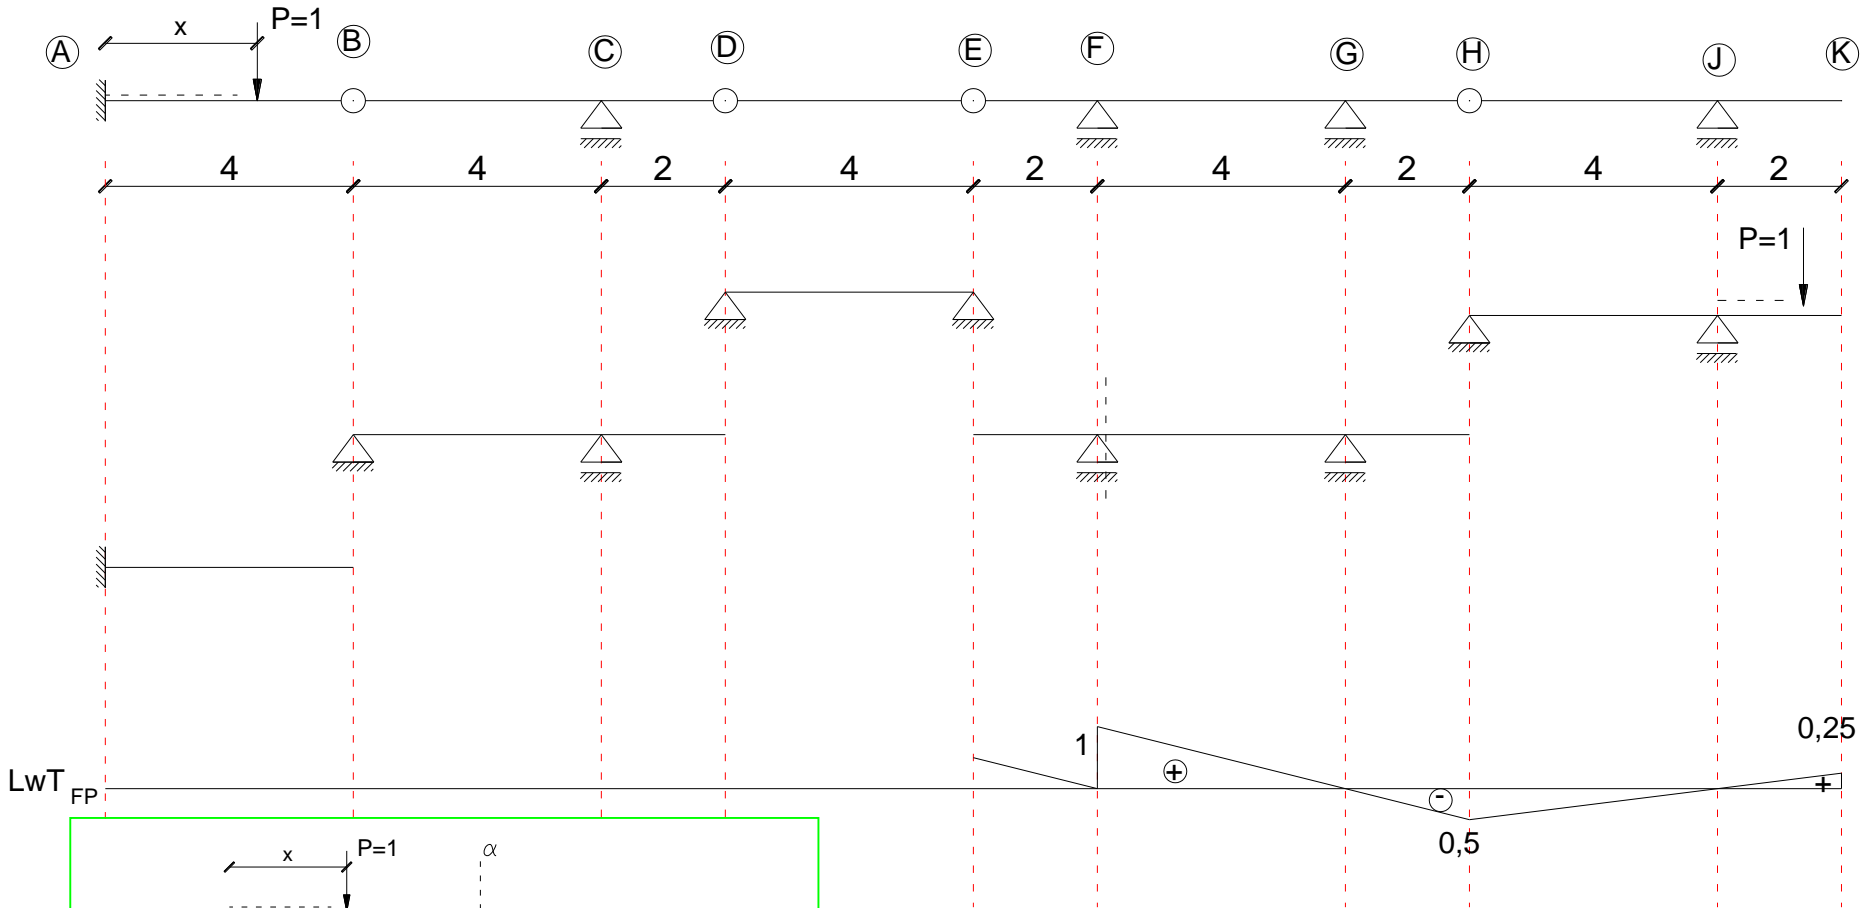 x P=1
A B C D E F G H J K
4 4 2 4 2 4 2 4 2
P=1
0,25
1 +
LwT FP - +
0,5
x P=1 α